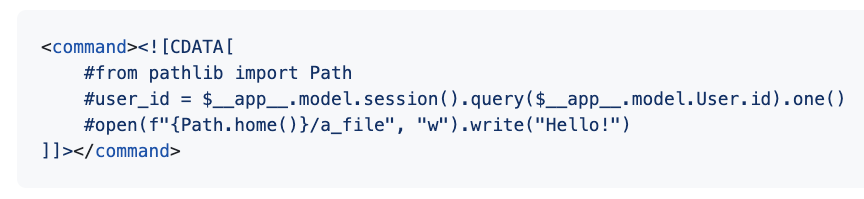 <command><![CDATA[
    #from pathlib import Path
    #user_id = $__app__.model.session().query($__app__.model.User.id).one()
    #open(f"{Path.home()}/a_file", "w").write("Hello!")
]]></command>